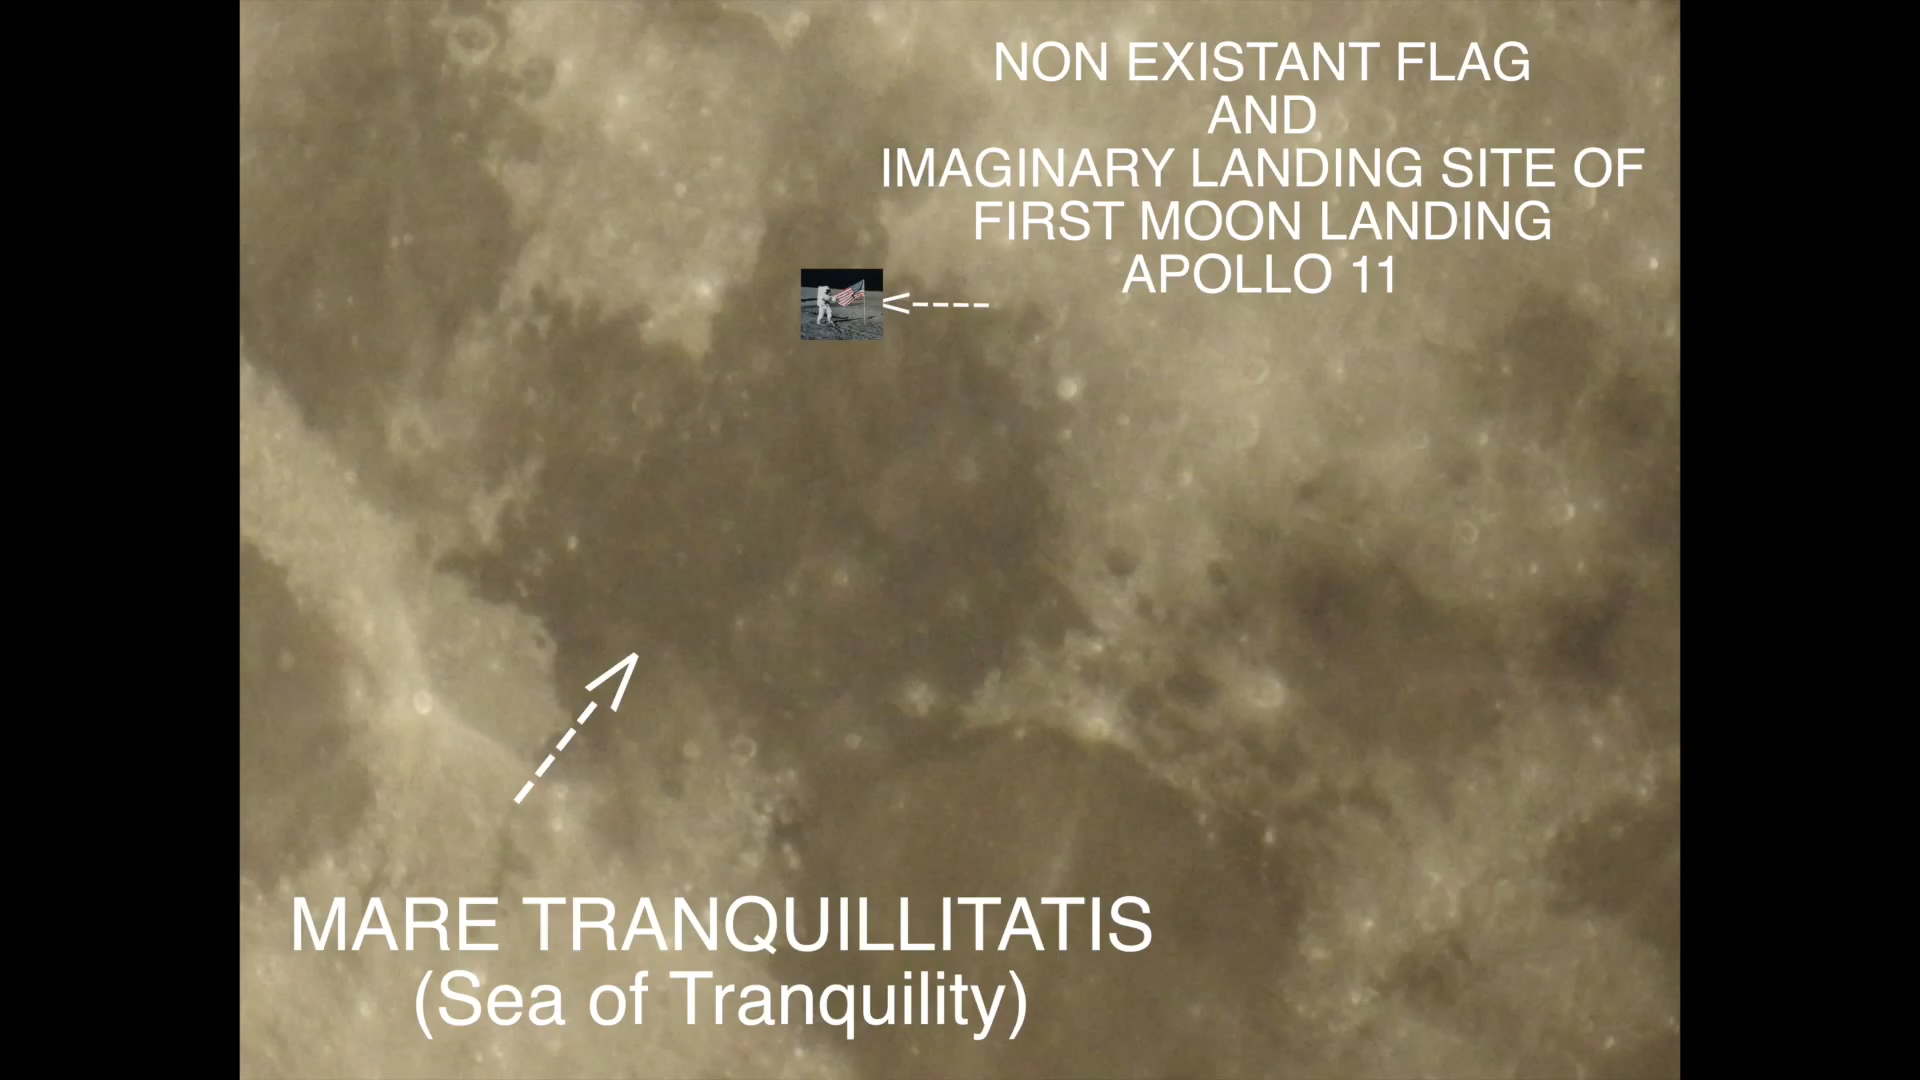 NON EXISTANT FLAG
AND
IMAGINARY LANDING SITE OF
FIRST MOON LANDING
APOLLO 11
MARE TRANQUILLITATIS
(Sea of Tranquility)